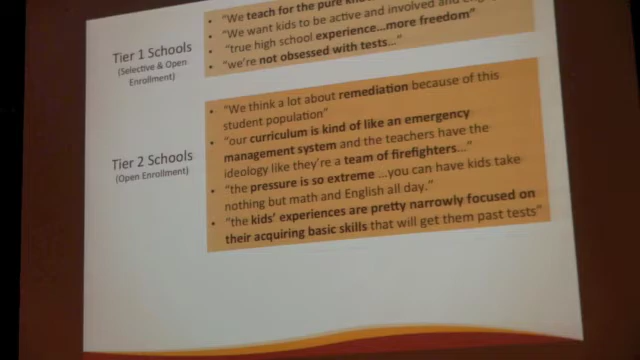 "We teach for the pure
"We want kids to be active and involved and
"true high school experience...more freedom"
"we're not obsessed with tests..."
Tier 1 Schools
(Selective & Open
Enrollment)
"We think a lot about remediation because of this
student population"
"our curriculum is kind of like an emergency
management system and the teachers have the
ideology like they're a team of firefighters..."
"the pressure is so extreme ...you can have kids take
nothing but math and English all day."
"the kids' experiences are pretty narrowly focused on
their acquiring basic skills that will get them past tests"
Tier 2 Schools
(Open Enrollment)